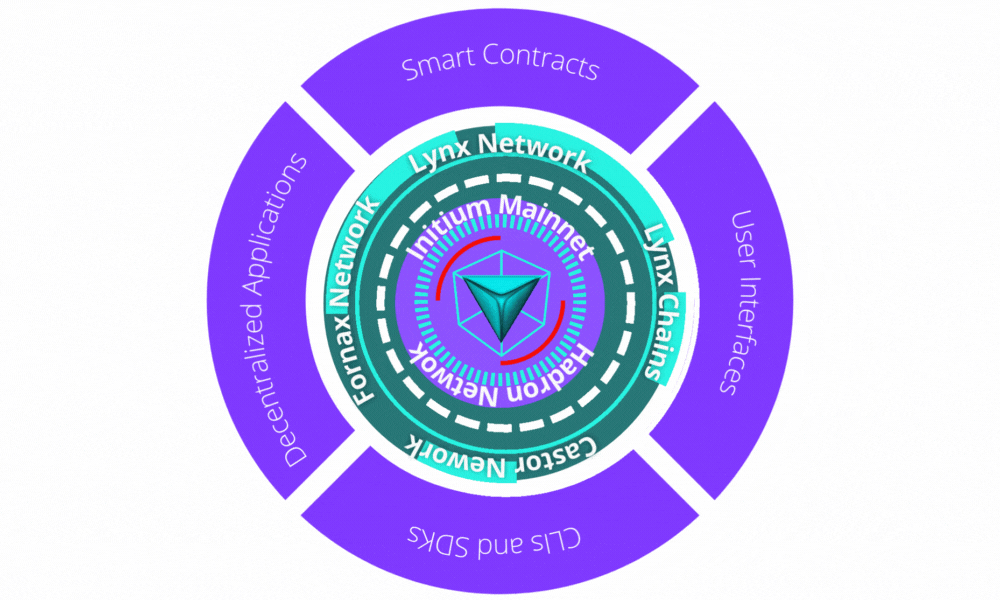 Smart Contracts
User Interfaces
CLIs and SDKs
Decentralized Applications
Lynx Network
Lynx Chains
Castor Nework
Fornax Network
Initium Mainnet
Hadron Netwok